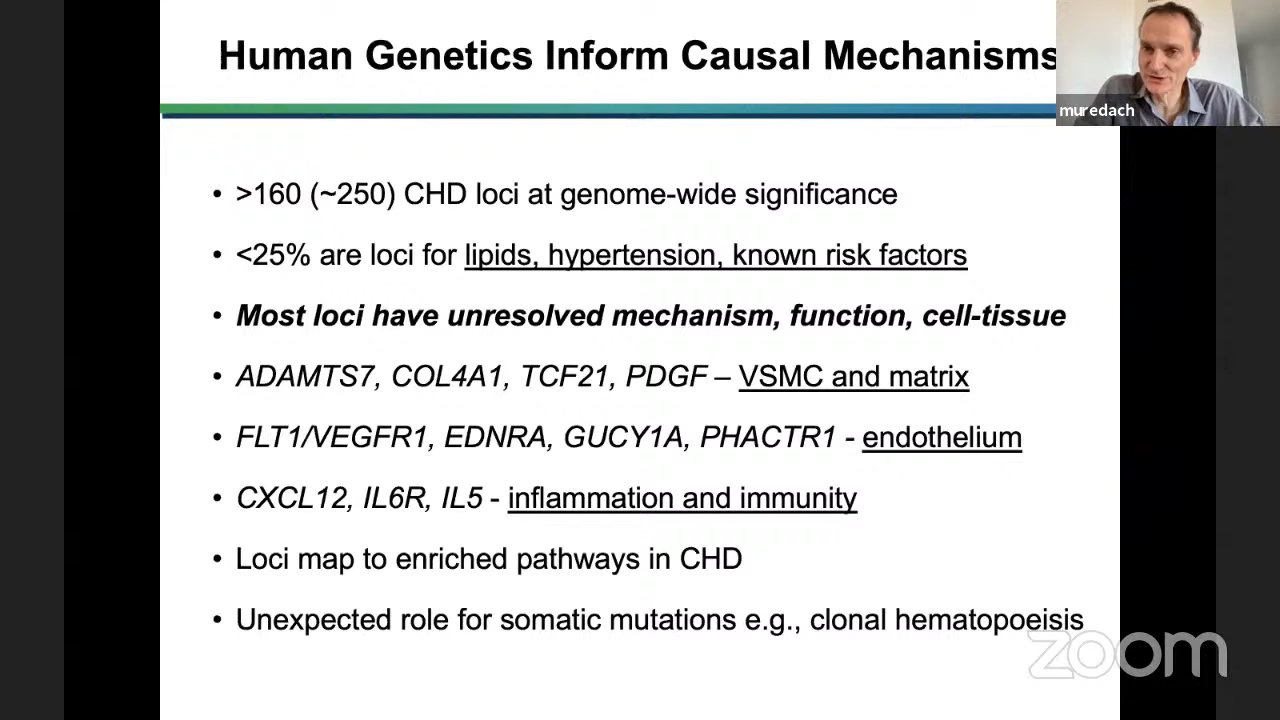 Human Genetics Inform Causal Mechanisms
muredach
• >160 (~250) CHD loci at genome-wide significance
• <25% are loci for lipids, hypertension, known risk factors
• Most loci have unresolved mechanism, function, cell-tissue
• ADAMTS7, COL4A1, TCF21, PDGF – VSMC and matrix
• FLT1/VEGFR1, EDNRA, GUCY1A, PHACTR1 - endothelium
• CXCL12, IL6R, IL5 - inflammation and immunity
• Loci map to enriched pathways in CHD
• Unexpected role for somatic mutations e.g., clonal hematopoeisis
zoom